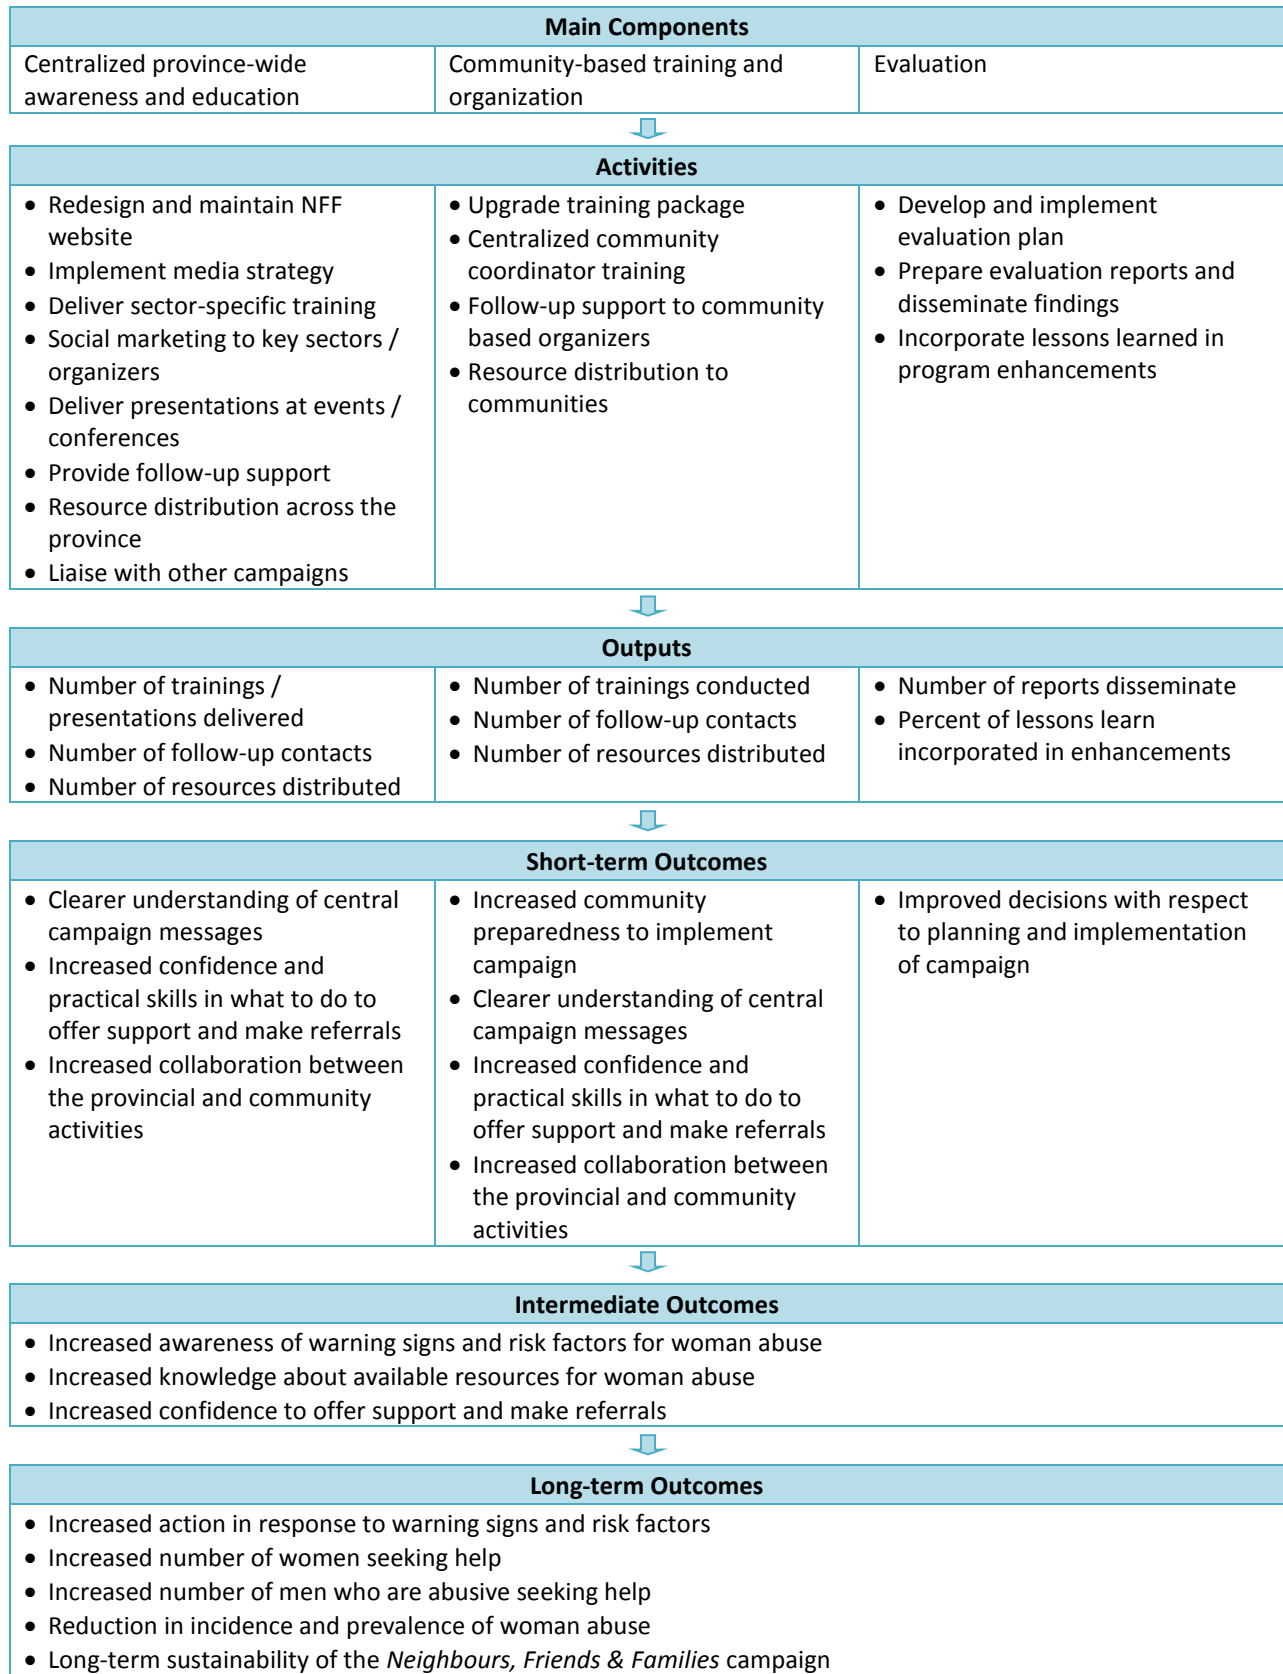 Main Components
Centralized province-wide
awareness and education
Community-based training and
organization
Evaluation
Activities
• Redesign and maintain NFF
website
• Implement media strategy
• Deliver sector-specific training
• Social marketing to key sectors /
organizers
• Deliver presentations at events /
conferences
• Provide follow-up support
• Resource distribution across the
province
• Liaise with other campaigns
• Upgrade training package
• Centralized community
coordinator training
• Follow-up support to community
based organizers
• Resource distribution to
communities
• Develop and implement
evaluation plan
• Prepare evaluation reports and
disseminate findings
• Incorporate lessons learned in
program enhancements
Outputs
• Number of trainings /
presentations delivered
• Number of follow-up contacts
• Number of resources distributed
• Number of trainings conducted
• Number of follow-up contacts
• Number of resources distributed
• Number of reports disseminate
• Percent of lessons learn
incorporated in enhancements
Short-term Outcomes
• Clearer understanding of central
campaign messages
• Increased confidence and
practical skills in what to do to
offer support and make referrals
• Increased collaboration between
the provincial and community
activities
• Increased community
preparedness to implement
campaign
• Clearer understanding of central
campaign messages
• Increased confidence and
practical skills in what to do to
offer support and make referrals
• Increased collaboration between
the provincial and community
activities
• Improved decisions with respect
to planning and implementation
of campaign
Intermediate Outcomes
• Increased awareness of warning signs and risk factors for woman abuse
• Increased knowledge about available resources for woman abuse
• Increased confidence to offer support and make referrals
Long-term Outcomes
• Increased action in response to warning signs and risk factors
• Increased number of women seeking help
• Increased number of men who are abusive seeking help
• Reduction in incidence and prevalence of woman abuse
• Long-term sustainability of the Neighbours, Friends & Families campaign